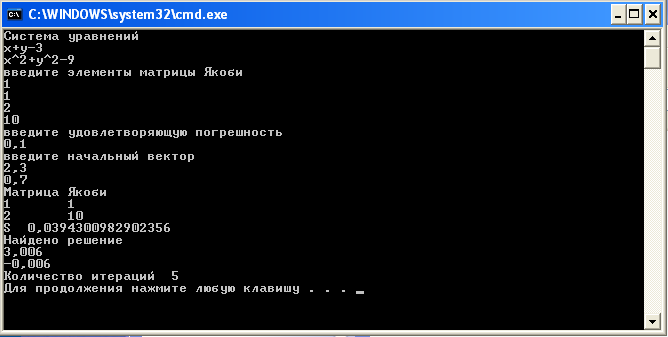 C:\WINDOWS\system32\cmd.exe
Система уравнений
x+y-3
x^2+y^2-9
введите элементы матрицы Якоби
1
1
2
10
введите удовлетворяющую погрешность
0,1
введите начальный вектор
2,3
0,7
Матрица Якоби
1 1
2 10
S 0,0394300982902356
Найдено решение
3,006
-0,006
Количество итераций 5
Для продолжения нажмите любую клавишу . . . _